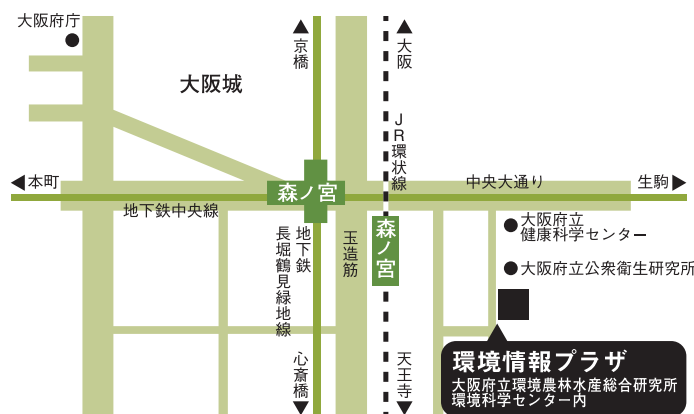 大阪府庁
京橋
大阪
大阪城
JR環状線
本町
森ノ宮
中央大通り
生駒
地下鉄中央線
地下鉄
長堀鶴見緑地線
玉造筋
森ノ宮
大阪府立
健康科学センター
大阪府立公衆衛生研究所
心斎橋
天王寺
環境情報プラザ
大阪府立環境農林水産総合研究所
環境科学センター内